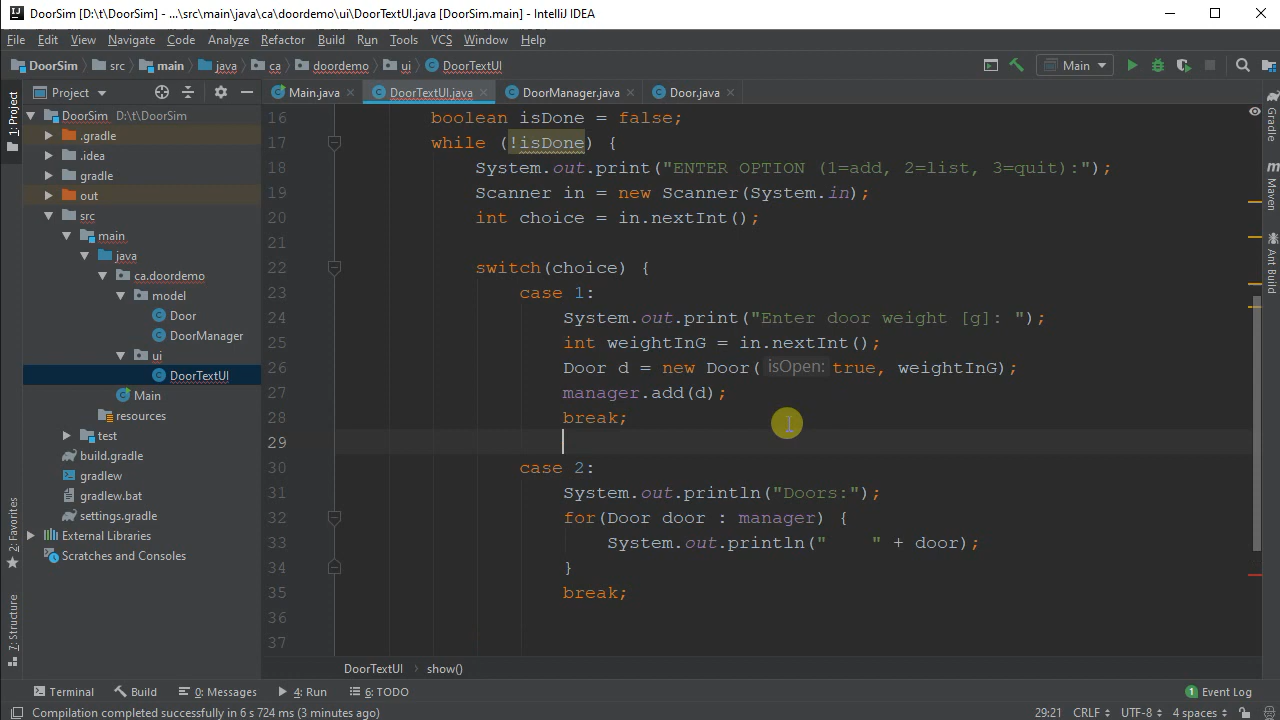 DoorSim [D:\t\DoorSim] - ...\src\main\java\ca\doordemo\ui\DoorTextUI.java [DoorSim.main] - IntelliJ IDEA
File Edit View Navigate Code Analyze Refactor Build Run Tools VCS Window Help
DoorSim src main java ca doordemo ui DoorTextUI Main
Project Main.java DoorTextUI.java DoorManager.java Door.java
1: Project
2: Favorites
7: Structure
DoorSim D:\t\DoorSim
.gradle
.idea
gradle
out
src
main
java
ca.doordemo
model
Door
DoorManager
ui
DoorTextUI
Main
resources
test
build.gradle
gradlew
gradlew.bat
settings.gradle
External Libraries
Scratches and Consoles
16 boolean isDone = false;
17 while (!isDone) {
18 System.out.print("ENTER OPTION (1=add, 2=list, 3=quit):");
19 Scanner in = new Scanner(System.in);
20 int choice = in.nextInt();
21
22 switch(choice) {
23 case 1:
24 System.out.print("Enter door weight [g]: ");
25 int weightInG = in.nextInt();
26 Door d = new Door( isOpen: true, weightInG);
27 manager.add(d);
28 break;
29
30 case 2:
31 System.out.println("Doors:");
32 for(Door door : manager) {
33 System.out.println("    " + door);
34 }
35 break;
36
37
Gradle
m Maven
Ant Build
DoorTextUI › show()
Terminal Build 0: Messages 4: Run 6: TODO 1 Event Log
Compilation completed successfully in 6 s 724 ms (3 minutes ago) 29:21 CRLF UTF-8 4 spaces